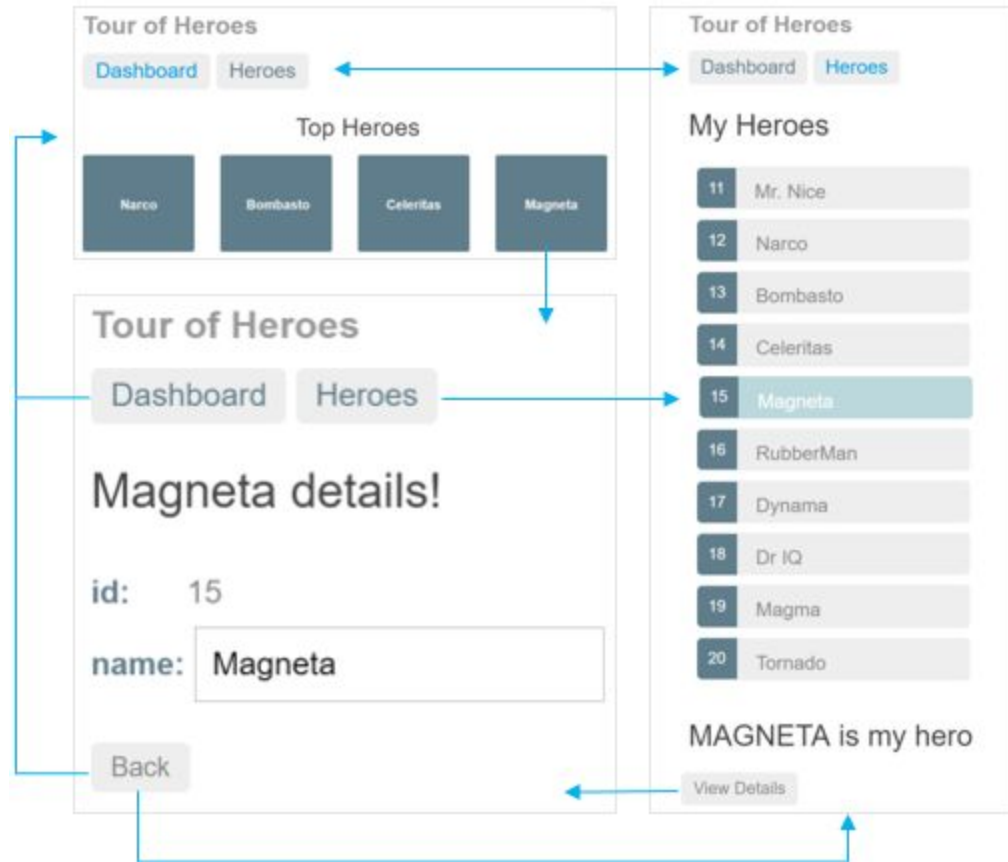 Tour of Heroes
Dashboard Heroes
Top Heroes
Narco Bombasto Celeritas Magneta
Tour of Heroes
Dashboard Heroes
Magneta details!
id: 15
name: Magneta
Back
Tour of Heroes
Dashboard Heroes
My Heroes
11 Mr. Nice
12 Narco
13 Bombasto
14 Celeritas
15 Magneta
16 RubberMan
17 Dynama
18 Dr IQ
19 Magma
20 Tornado
MAGNETA is my hero
View Details